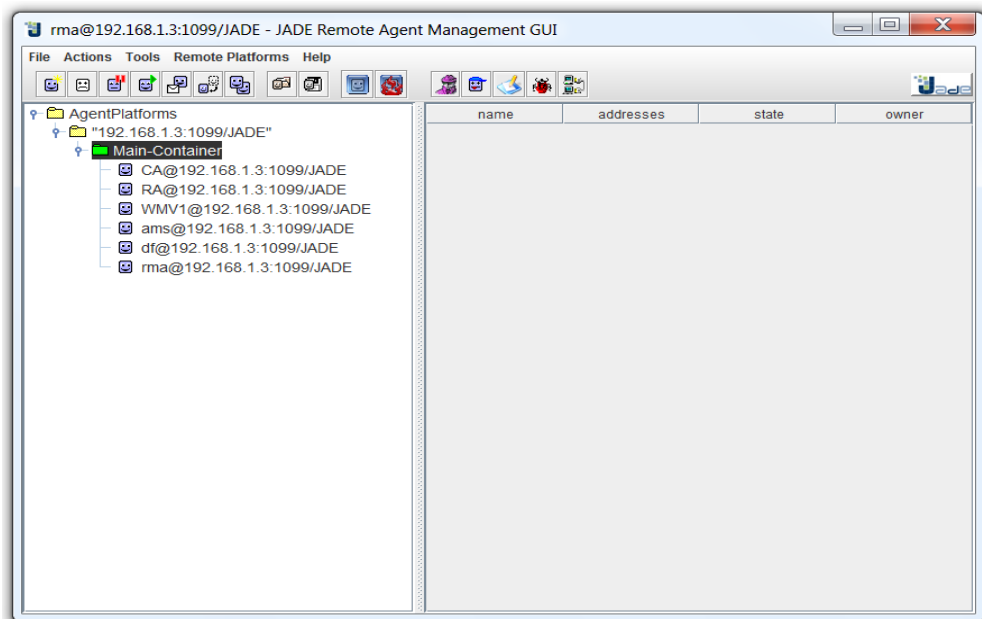 rma@192.168.1.3:1099/JADE - JADE Remote Agent Management GUI
File Actions Tools Remote Platforms Help
Jade
AgentPlatforms
"192.168.1.3:1099/JADE"
Main-Container
CA@192.168.1.3:1099/JADE
RA@192.168.1.3:1099/JADE
WMV1@192.168.1.3:1099/JADE
ams@192.168.1.3:1099/JADE
df@192.168.1.3:1099/JADE
rma@192.168.1.3:1099/JADE
name addresses state owner